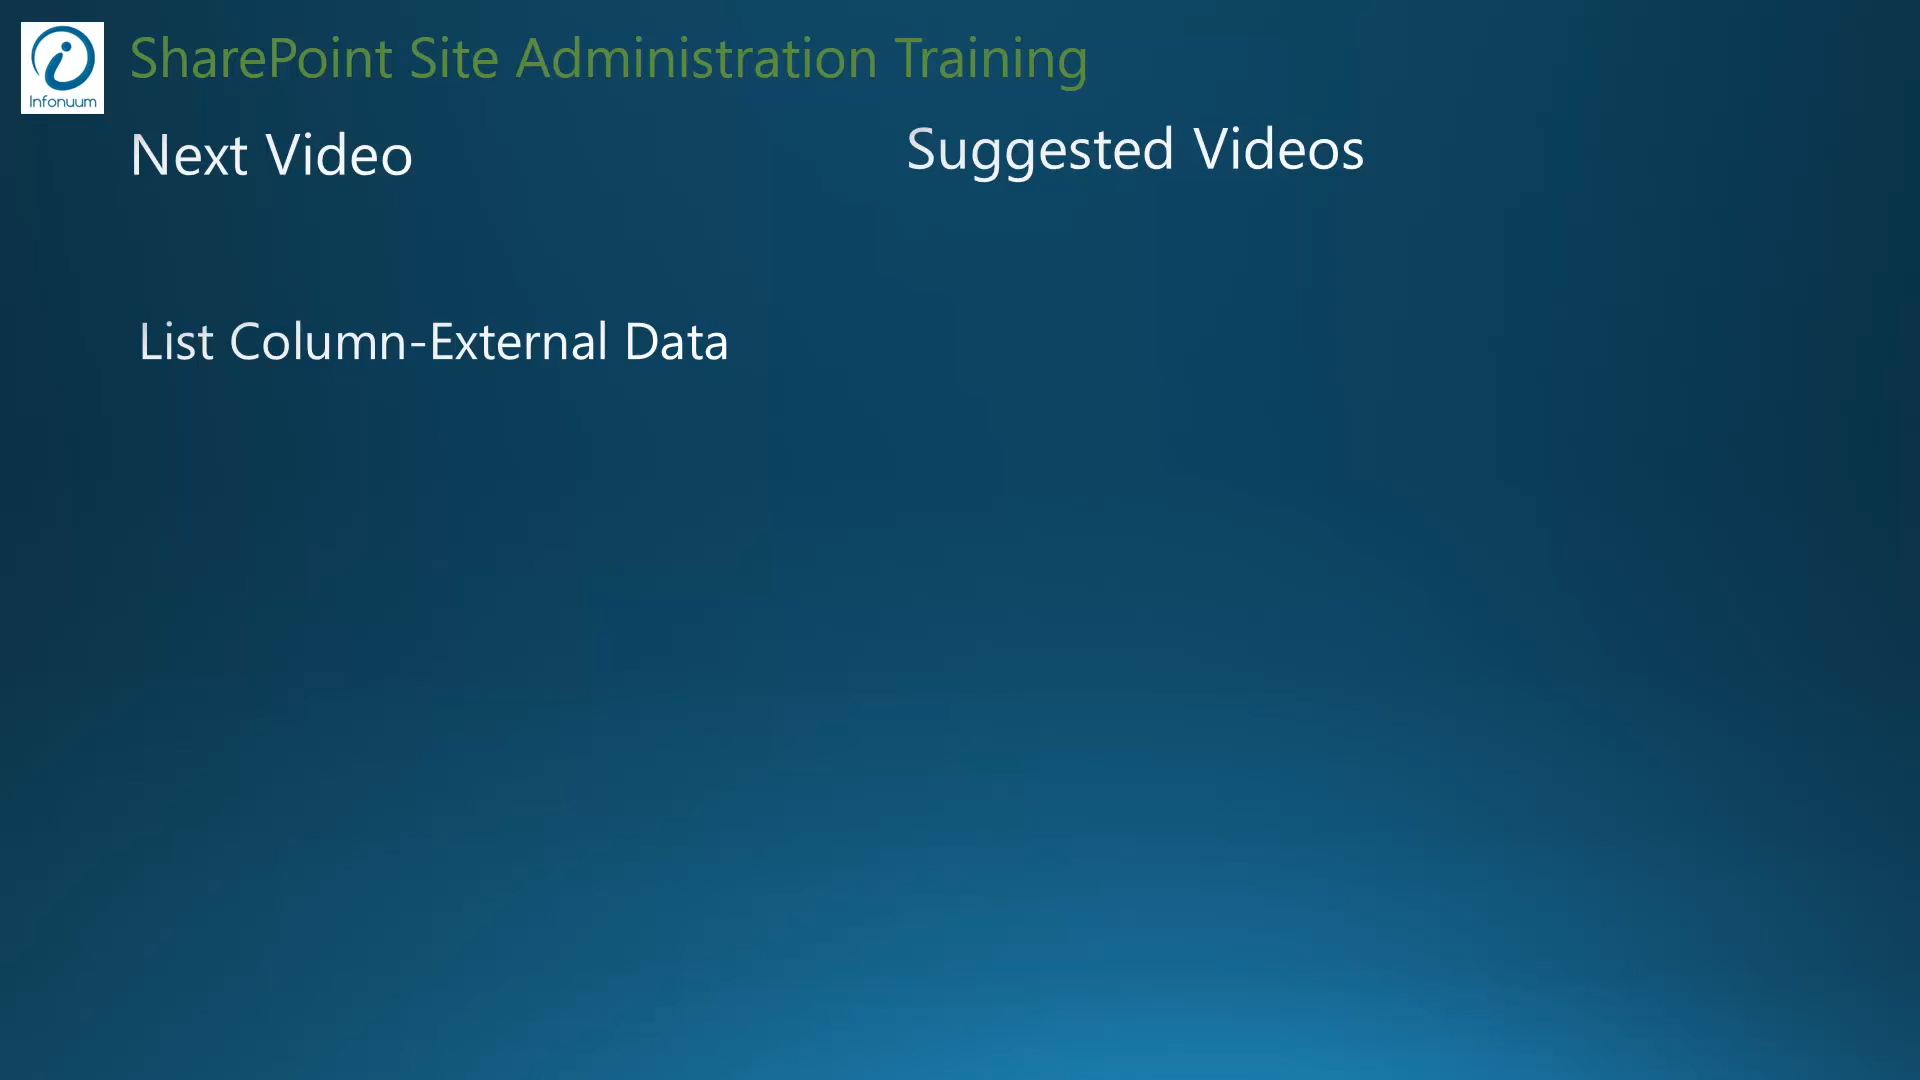 Infonuum
SharePoint Site Administration Training
Next Video
Suggested Videos
List Column-External Data